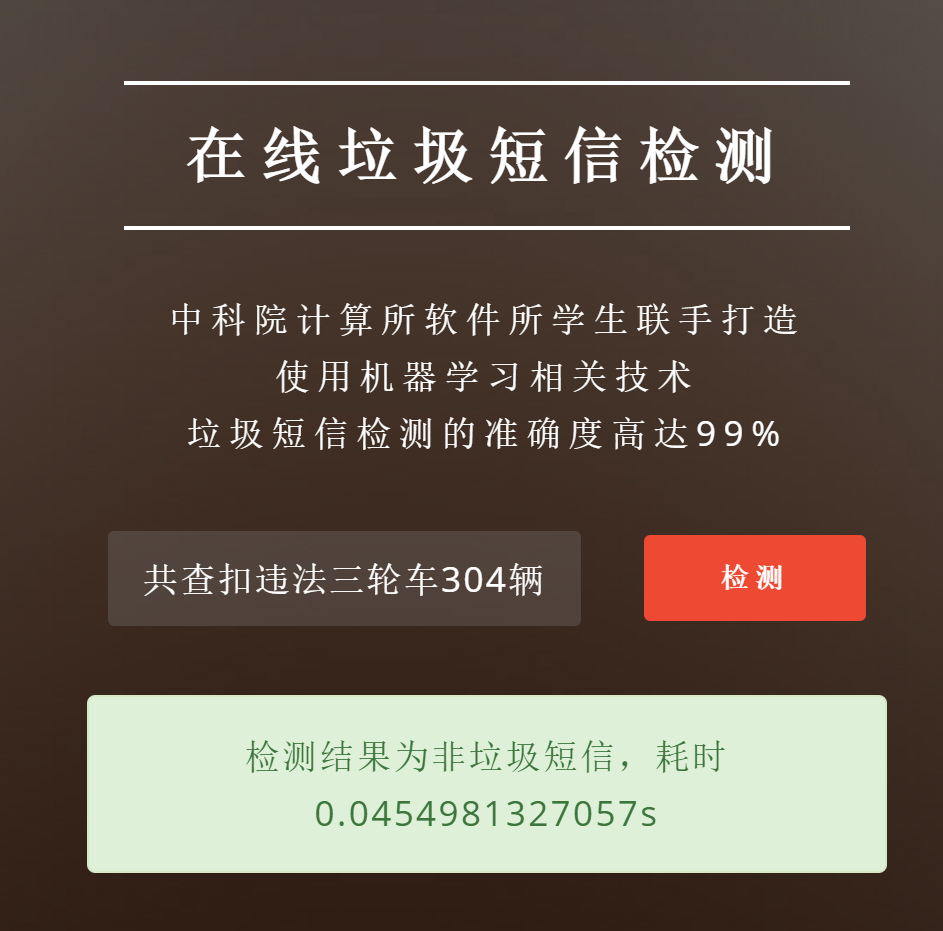 在线垃圾短信检测
中科院计算所软件所学生联手打造
使用机器学习相关技术
垃圾短信检测的准确度高达99%
共查扣违法三轮车304辆
检测
检测结果为非垃圾短信，耗时
0.0454981327057s